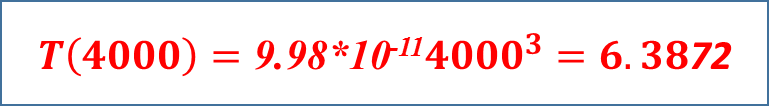 T(4000) = 9.98*10⁻¹¹4000³ = 6.3872